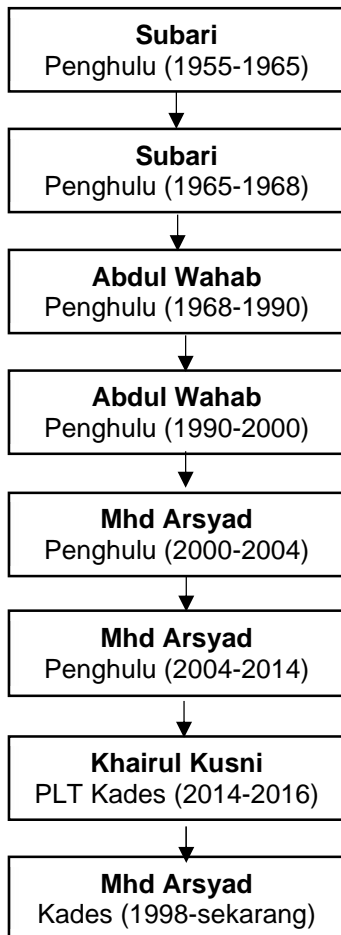 Subari
Penghulu (1955-1965)
Subari
Penghulu (1965-1968)
Abdul Wahab
Penghulu (1968-1990)
Abdul Wahab
Penghulu (1990-2000)
Mhd Arsyad
Penghulu (2000-2004)
Mhd Arsyad
Penghulu (2004-2014)
Khairul Kusni
PLT Kades (2014-2016)
Mhd Arsyad
Kades (1998-sekarang)